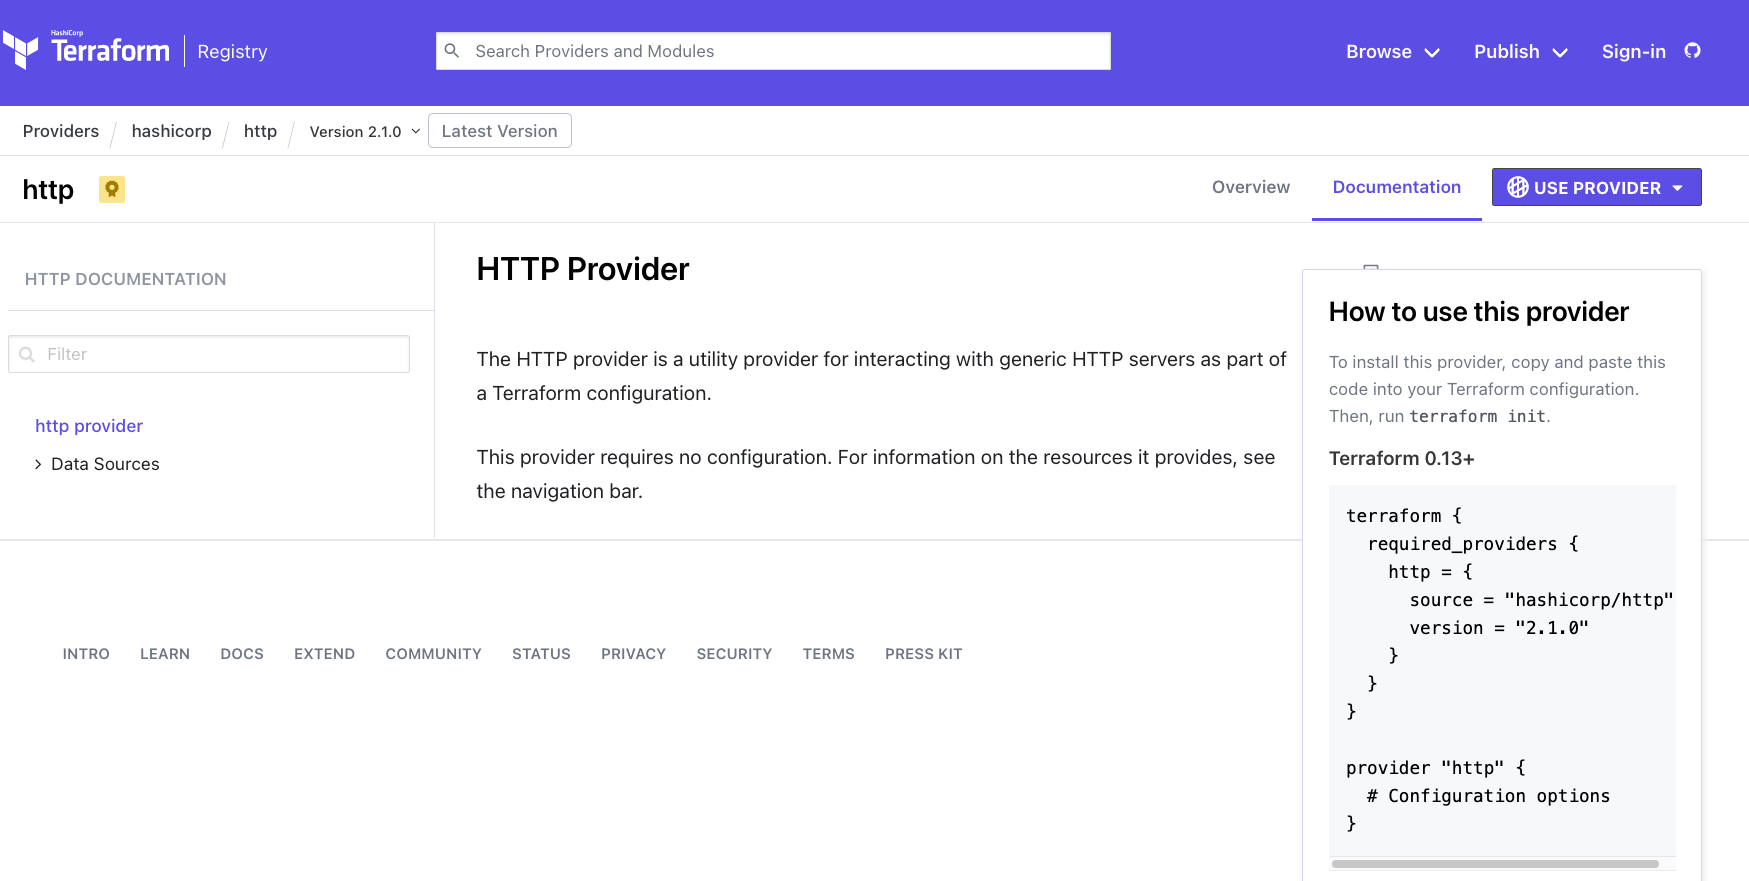 HashiCorp
Terraform
Registry
Search Providers and Modules
Browse
Publish
Sign-in
Providers
hashicorp
http
Version 2.1.0
Latest Version
http
Overview
Documentation
USE PROVIDER
HTTP DOCUMENTATION
Filter
http provider
Data Sources
HTTP Provider
The HTTP provider is a utility provider for interacting with generic HTTP servers as part of
a Terraform configuration.
This provider requires no configuration. For information on the resources it provides, see
the navigation bar.
How to use this provider
To install this provider, copy and paste this
code into your Terraform configuration.
Then, run terraform init.
Terraform 0.13+
terraform {
  required_providers {
    http = {
      source = "hashicorp/http"
      version = "2.1.0"
    }
  }
}
provider "http" {
  # Configuration options
}
INTRO
LEARN
DOCS
EXTEND
COMMUNITY
STATUS
PRIVACY
SECURITY
TERMS
PRESS KIT